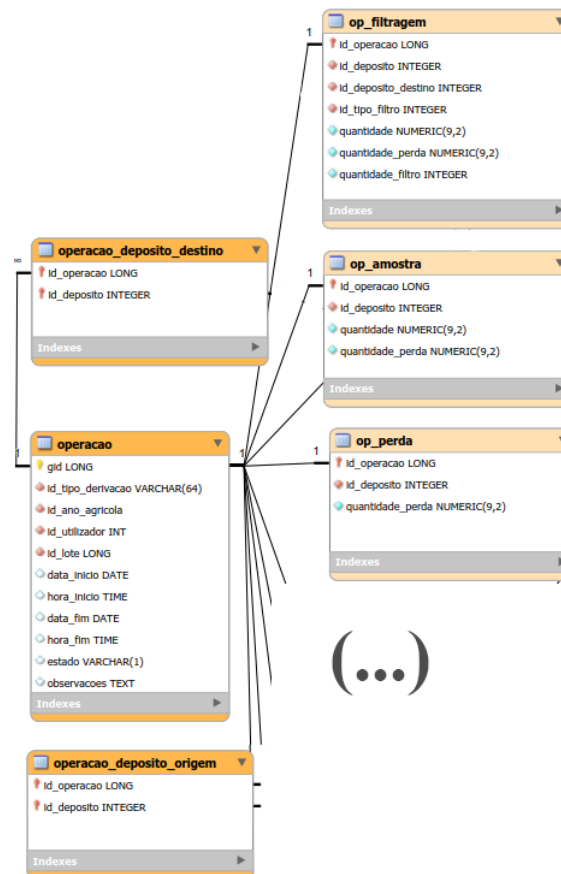 op_filtragem
id_operacao LONG
id_deposito INTEGER
id_deposito_destino INTEGER
id_tipo_filtro INTEGER
quantidade NUMERIC(9,2)
quantidade_perda NUMERIC(9,2)
quantidade_filtro INTEGER
Indexes
1
operacao_deposito_destino
id_operacao LONG
id_deposito INTEGER
Indexes
∞
1
op_amostra
id_operacao LONG
id_deposito INTEGER
quantidade NUMERIC(9,2)
quantidade_perda NUMERIC(9,2)
Indexes
1
operacao
gid LONG
id_tipo_derivacao VARCHAR(64)
id_ano_agricola
id_utilizador INT
id_lote LONG
data_inicio DATE
hora_inicio TIME
data_fim DATE
hora_fim TIME
estado VARCHAR(1)
observacoes TEXT
Indexes
1
1
op_perda
id_operacao LONG
id_deposito INTEGER
quantidade_perda NUMERIC(9,2)
Indexes
1
(...)
operacao_deposito_origem
id_operacao LONG
id_deposito INTEGER
Indexes